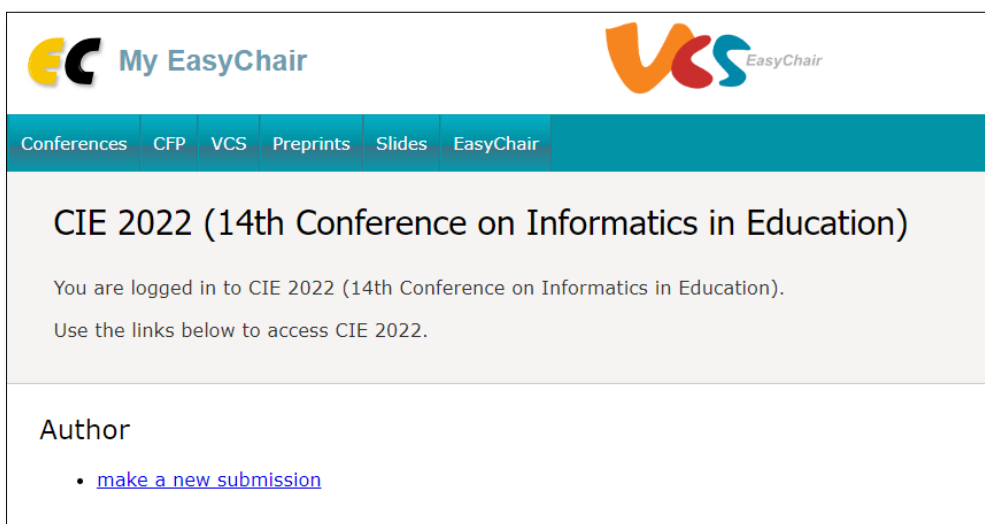 EC My EasyChair
VCS EasyChair
Conferences CFP VCS Preprints Slides EasyChair
CIE 2022 (14th Conference on Informatics in Education)
You are logged in to CIE 2022 (14th Conference on Informatics in Education).
Use the links below to access CIE 2022.
Author
• make a new submission